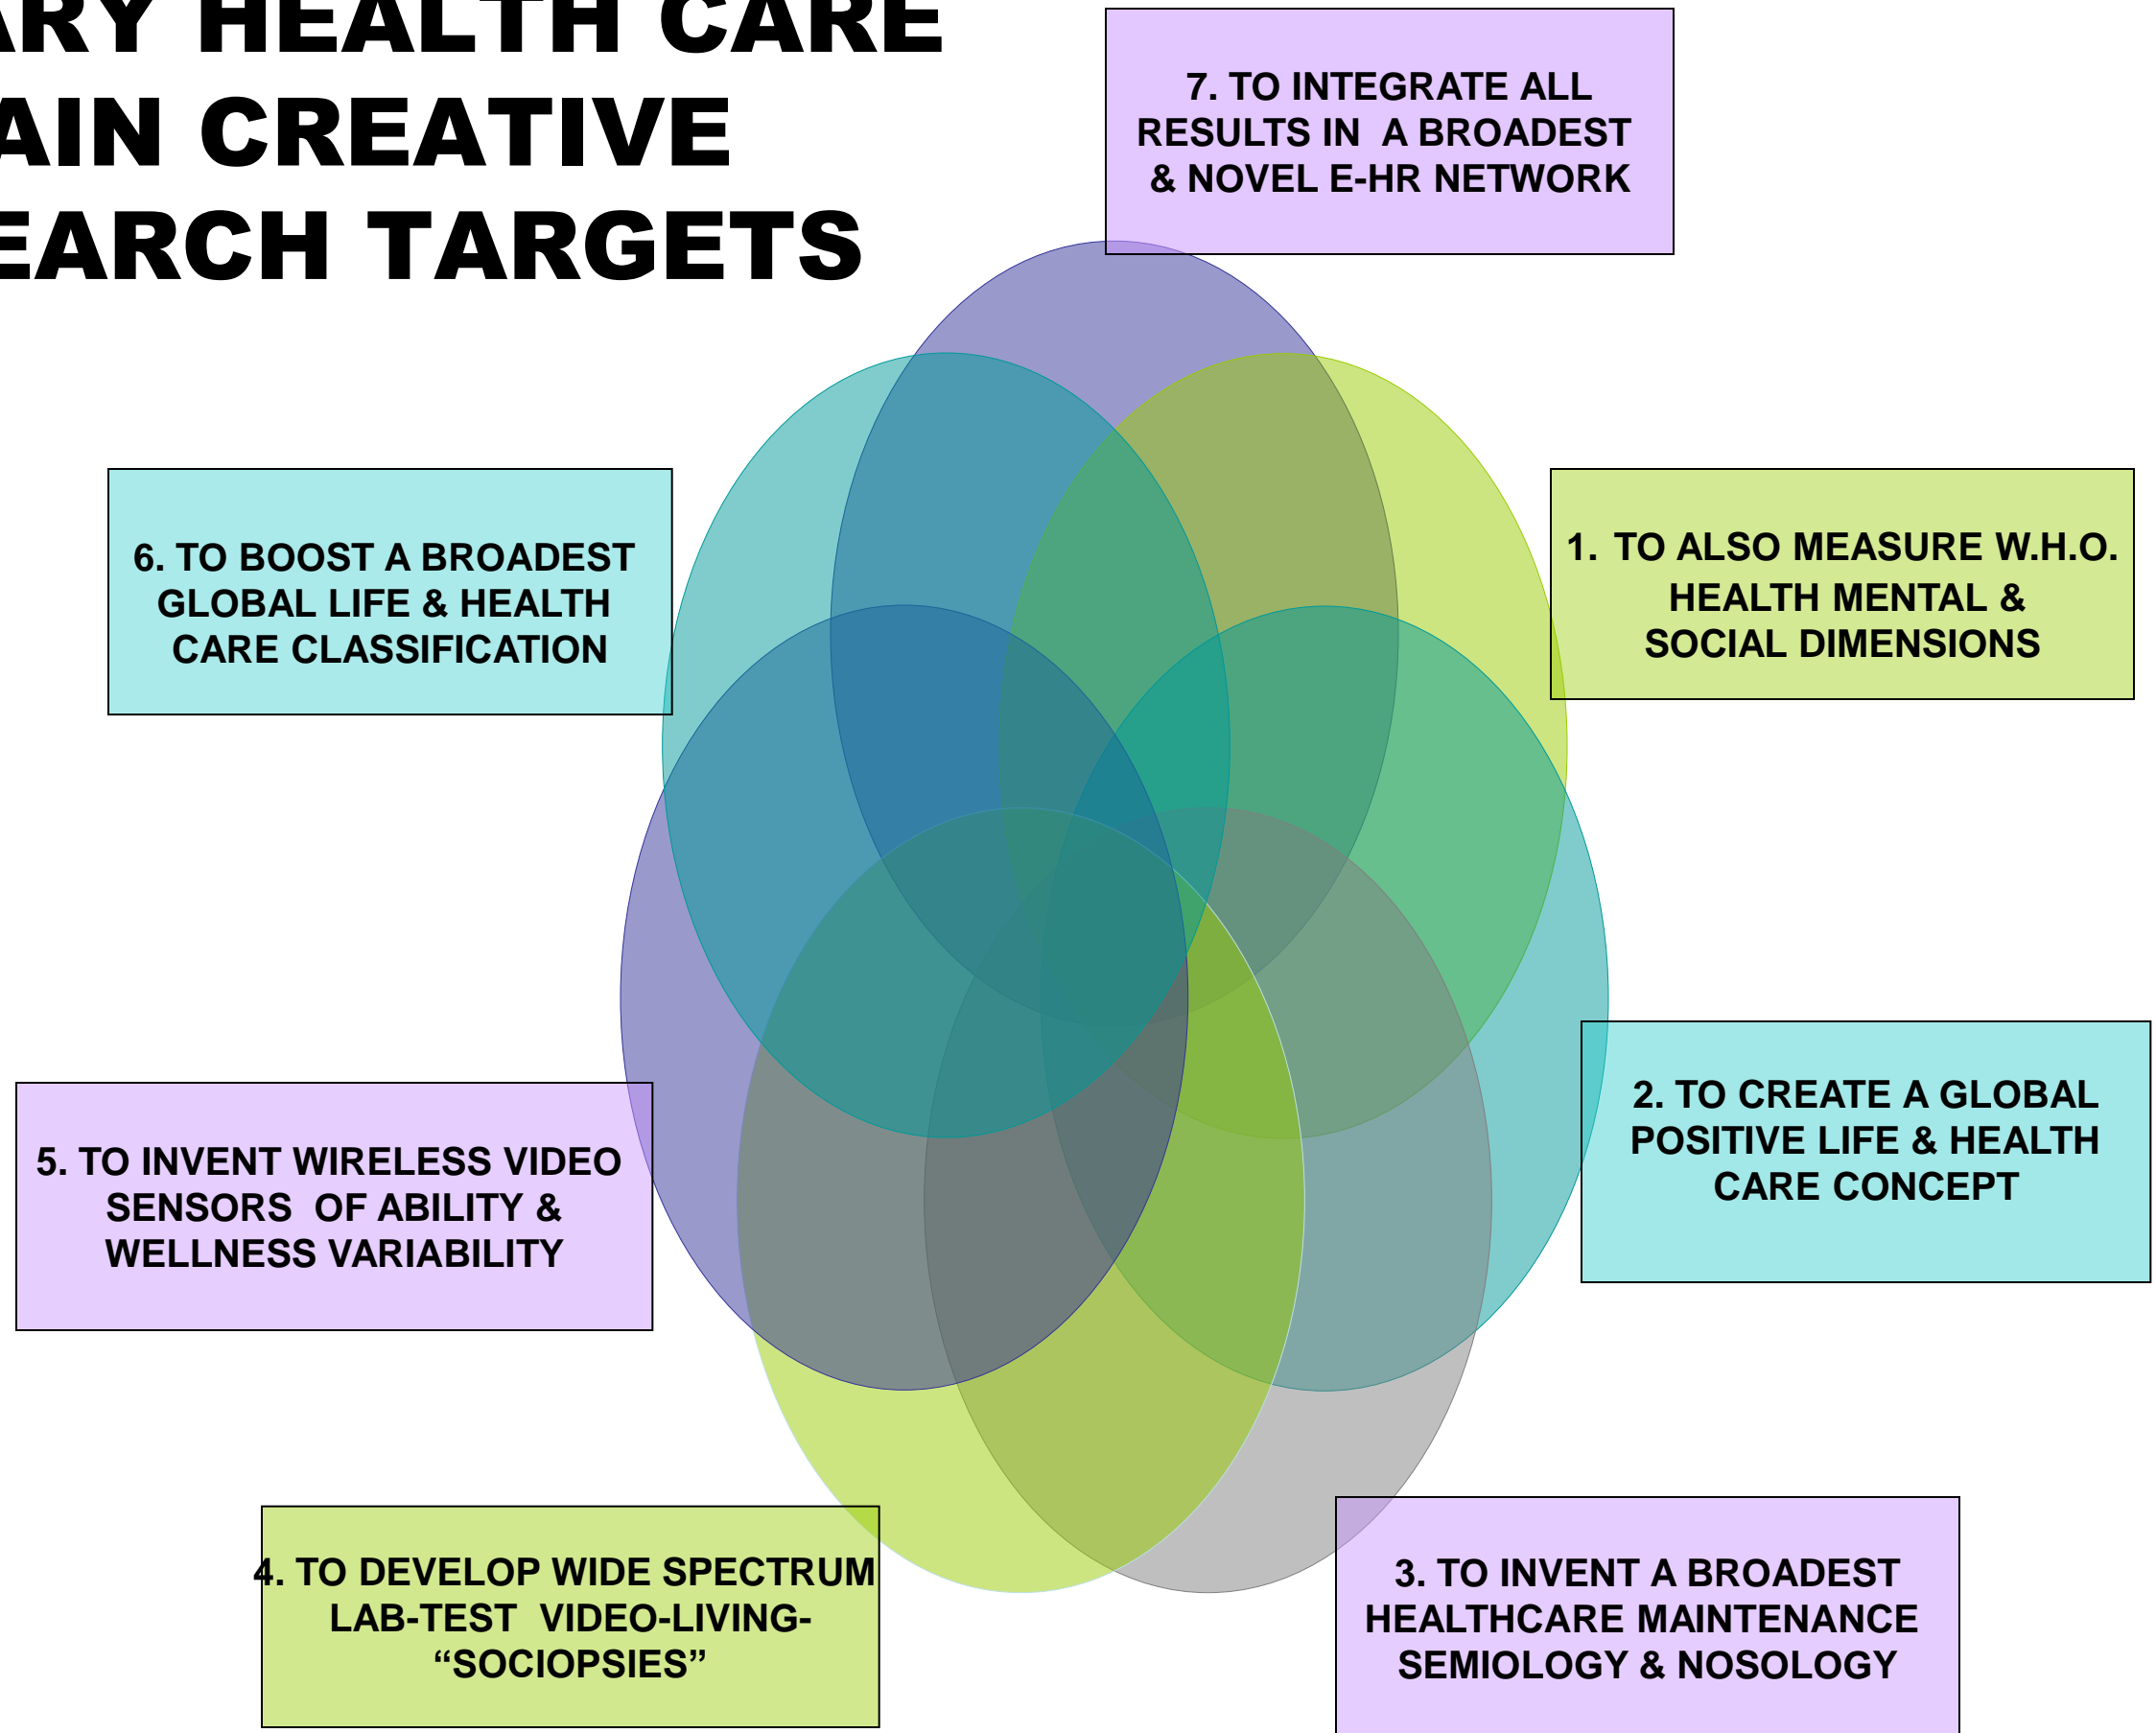 ARY HEALTH CARE
AIN CREATIVE
EARCH TARGETS
7. TO INTEGRATE ALL
RESULTS IN A BROADEST
& NOVEL E-HR NETWORK
1. TO ALSO MEASURE W.H.O.
HEALTH MENTAL &
SOCIAL DIMENSIONS
2. TO CREATE A GLOBAL
POSITIVE LIFE & HEALTH
CARE CONCEPT
3. TO INVENT A BROADEST
HEALTHCARE MAINTENANCE
SEMIOLOGY & NOSOLOGY
4. TO DEVELOP WIDE SPECTRUM
LAB-TEST VIDEO-LIVING-
“SOCIOPSIES”
5. TO INVENT WIRELESS VIDEO
SENSORS OF ABILITY &
WELLNESS VARIABILITY
6. TO BOOST A BROADEST
GLOBAL LIFE & HEALTH
CARE CLASSIFICATION